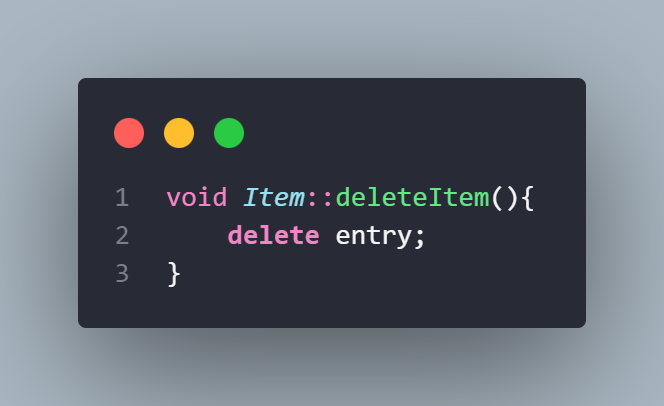 1 void Item::deleteItem(){
2     delete entry;
3 }